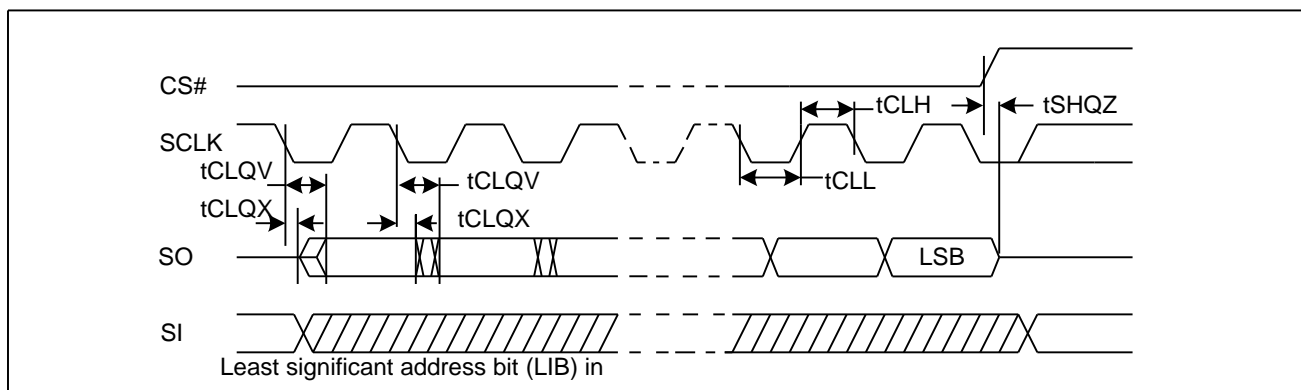 CS#
tCLH
tSHQZ
SCLK
tCLQV
tCLQV
tCLL
tCLQX
tCLQX
SO
LSB
SI
Least significant address bit (LIB) in